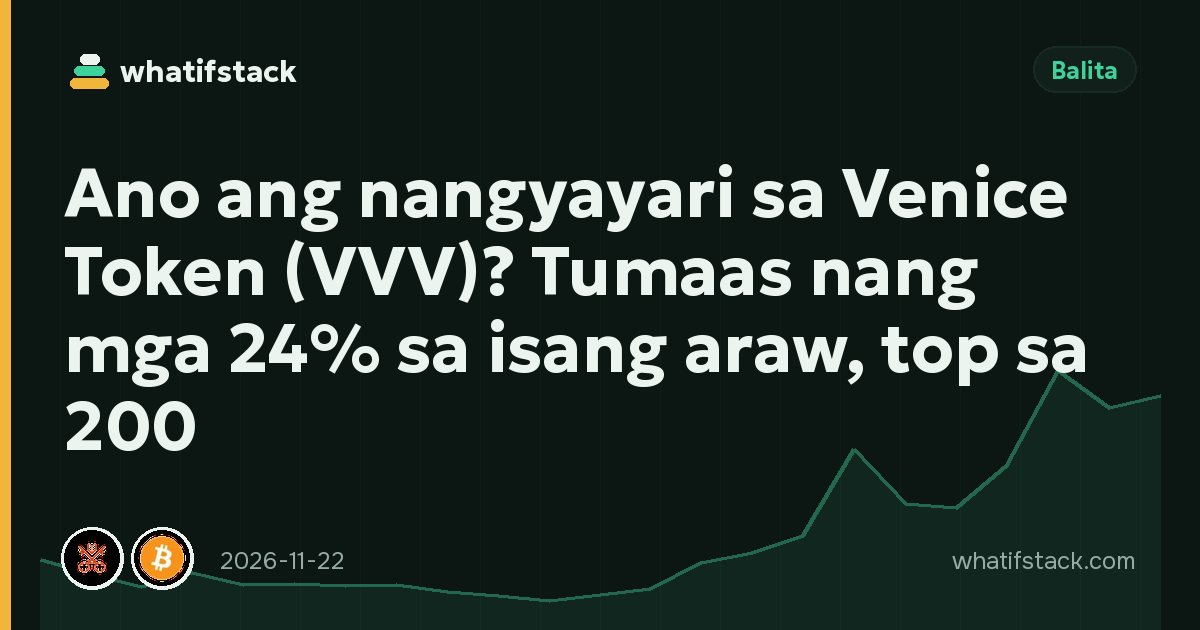 whatifstack
Balita
Ano ang nangyayari sa Venice
Token (VVV)? Tumaas nang
mga 24% sa isang araw, top sa
200
2026-11-22
whatifstack.com